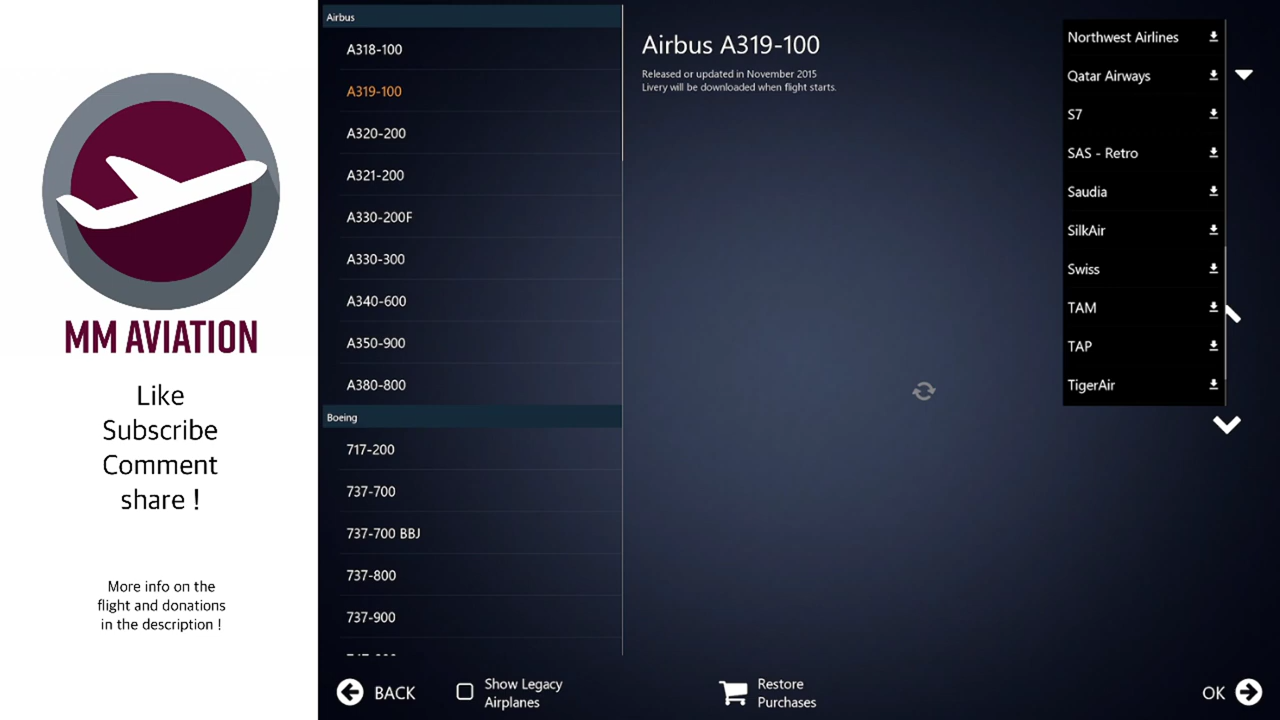 MM AVIATION
Like
Subscribe
Comment
share !
More info on the
flight and donations
in the description !
Airbus
A318-100
A319-100
A320-200
A321-200
A330-200F
A330-300
A340-600
A350-900
A380-800
Boeing
717-200
737-700
737-700 BBJ
737-800
737-900
Airbus A319-100
Released or updated in November 2015
Livery will be downloaded when flight starts.
Northwest Airlines
Qatar Airways
S7
SAS - Retro
Saudia
SilkAir
Swiss
TAM
TAP
TigerAir
BACK
Show Legacy
Airplanes
Restore
Purchases
OK